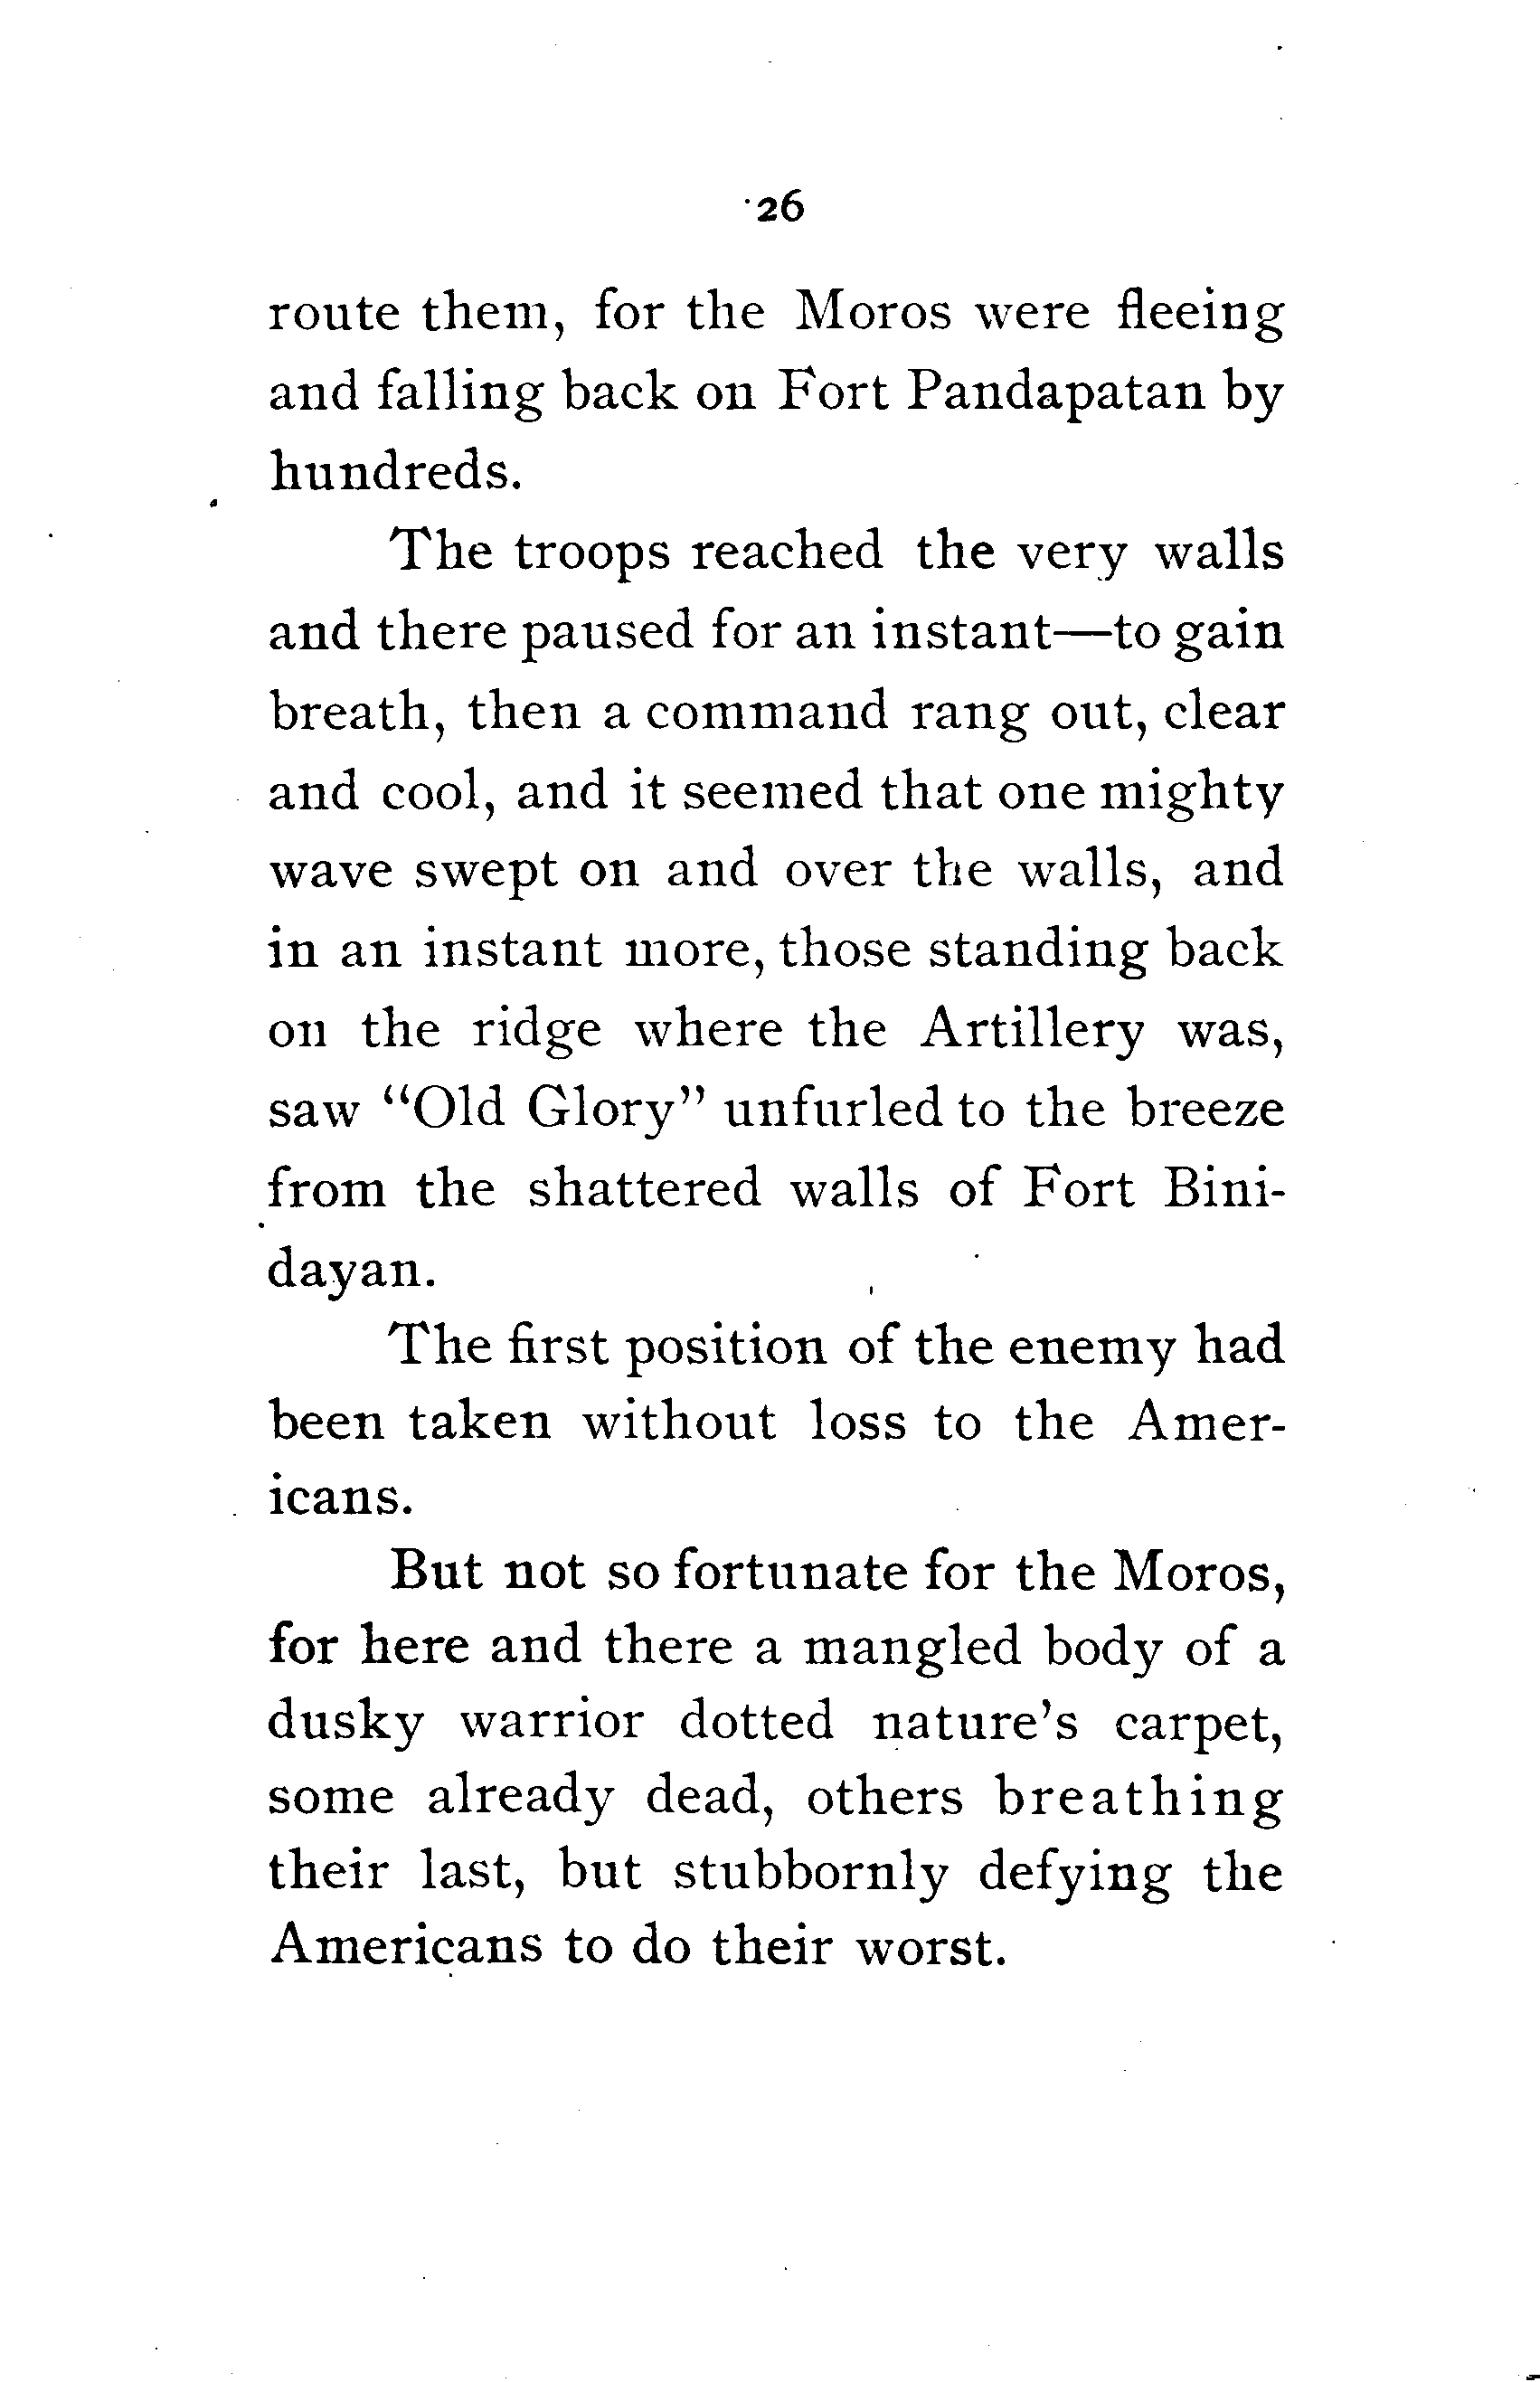 26
route them, for the Moros were fleeing
and falling back on Fort Pandapatan by
hundreds.
The troops reached the very walls
and there paused for an instant—to gain
breath, then a command rang out, clear
and cool, and it seemed that one mighty
wave swept on and over the walls, and
in an instant more, those standing back
on the ridge where the Artillery was,
saw “Old Glory” unfurled to the breeze
from the shattered walls of Fort Bini-
dayan.
The first position of the enemy had
been taken without loss to the Amer-
icans.
But not so fortunate for the Moros,
for here and there a mangled body of a
dusky warrior dotted nature's carpet,
some already dead, others breathing
their last, but stubbornly defying the
Americans to do their worst.